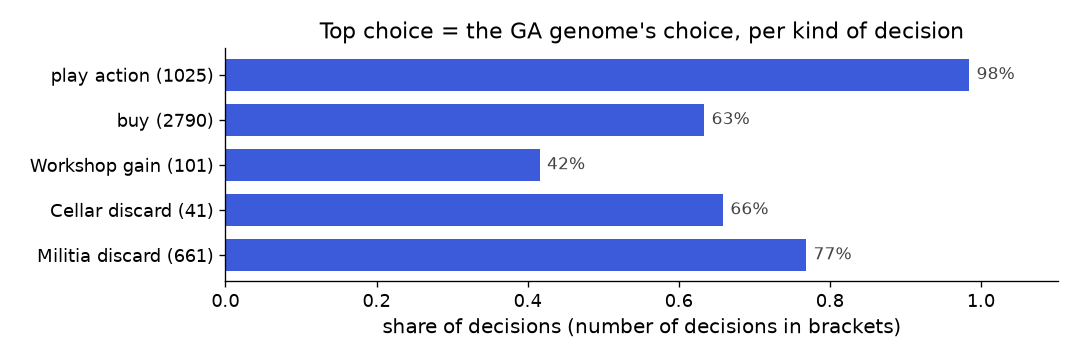 Top choice = the GA genome's choice, per kind of decision
play action (1025)
98%
buy (2790)
63%
Workshop gain (101)
42%
Cellar discard (41)
66%
Militia discard (661)
77%
0.0 0.2 0.4 0.6 0.8 1.0
share of decisions (number of decisions in brackets)